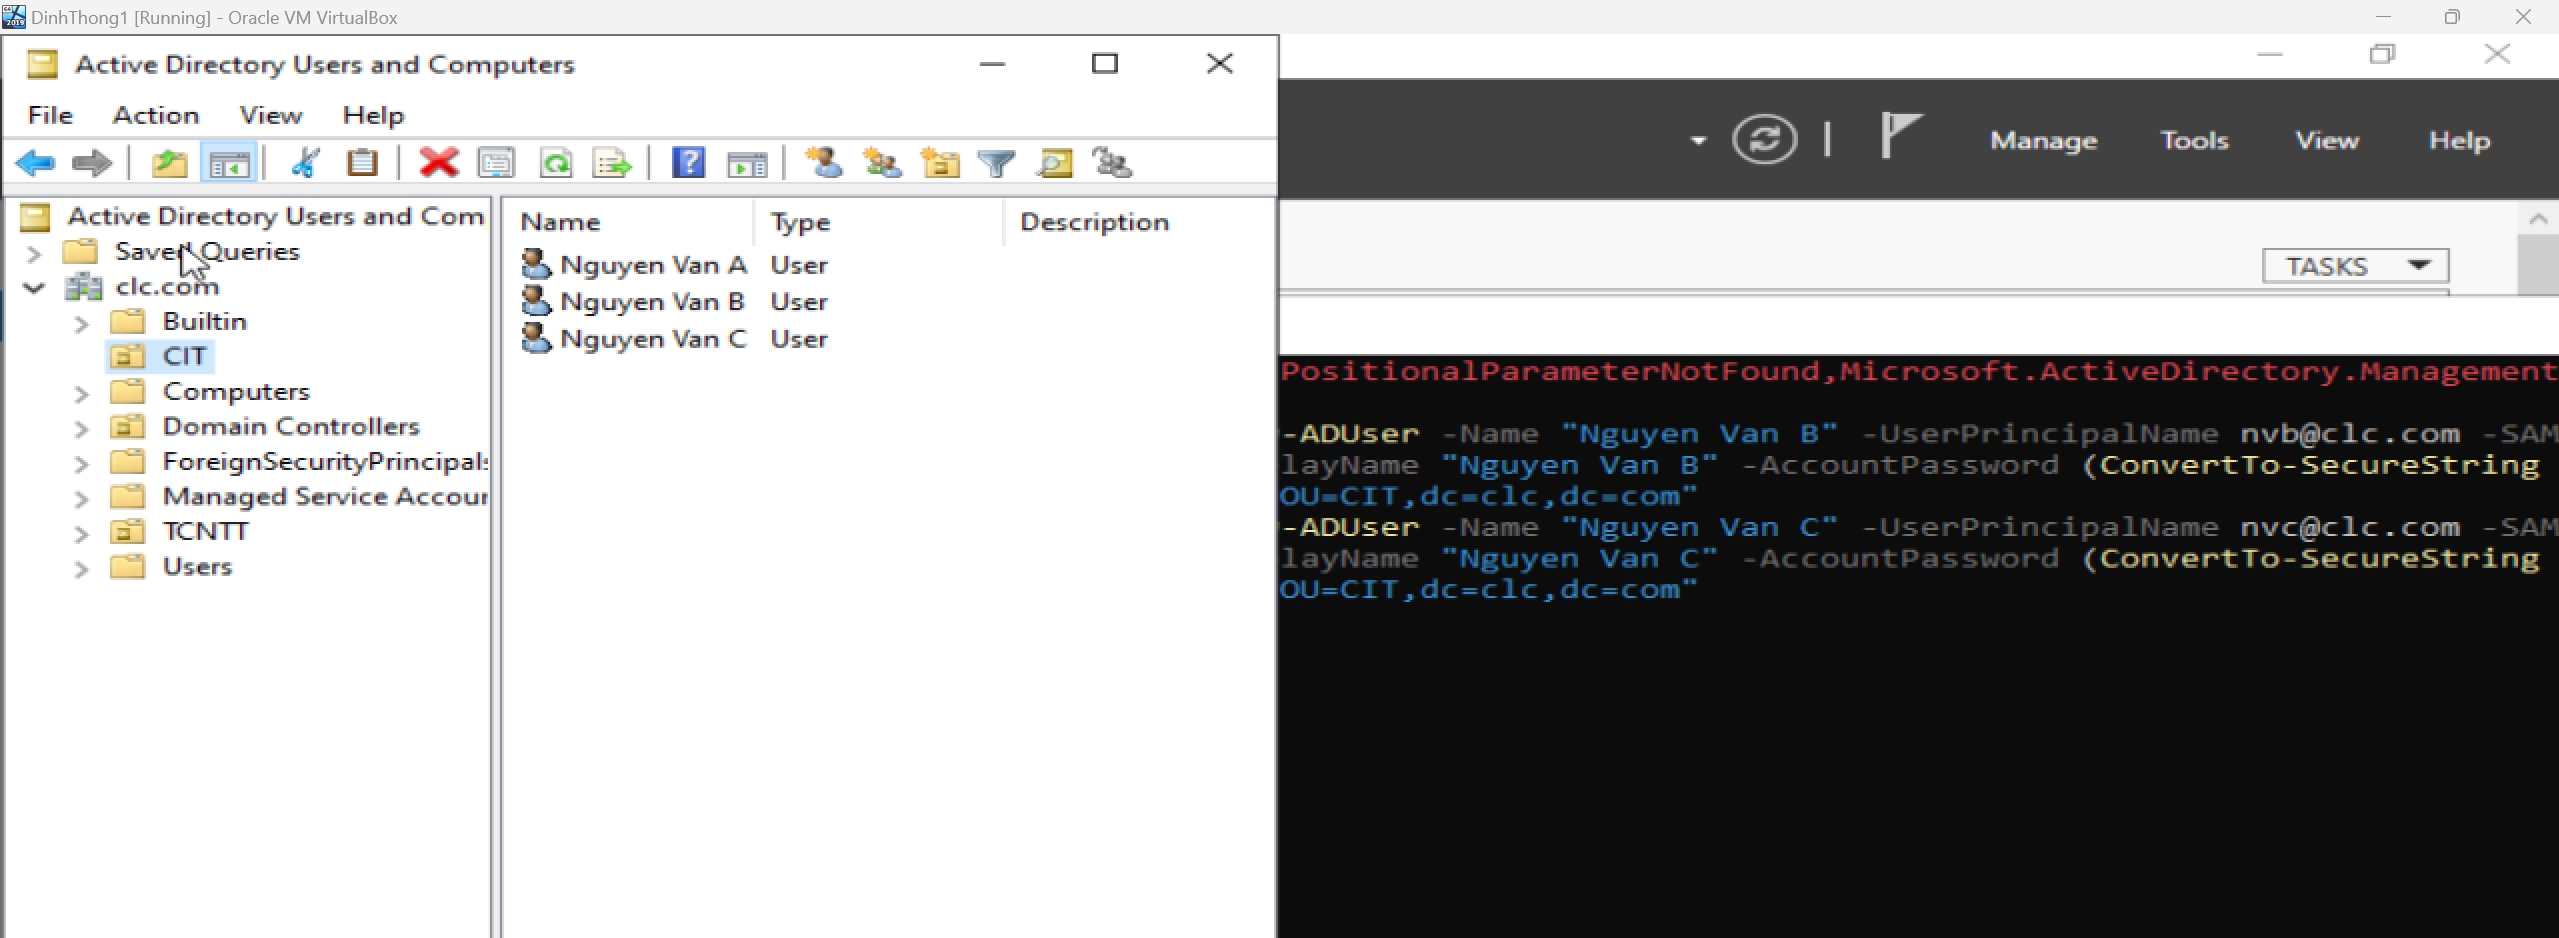 DinhThong1 [Running] - Oracle VM VirtualBox
Active Directory Users and Computers
File Action View Help
Active Directory Users and Com
Saved Queries
clc.com
Builtin
CIT
Computers
Domain Controllers
ForeignSecurityPrincipals
Managed Service Accour
TCNTT
Users
Name Type Description
Nguyen Van A User
Nguyen Van B User
Nguyen Van C User
Manage Tools View Help
TASKS
PositionalParameterNotFound,Microsoft.ActiveDirectory.Management
-ADUser -Name "Nguyen Van B" -UserPrincipalName nvb@clc.com -SAM
layName "Nguyen Van B" -AccountPassword (ConvertTo-SecureString
OU=CIT,dc=clc,dc=com"
-ADUser -Name "Nguyen Van C" -UserPrincipalName nvc@clc.com -SAM
layName "Nguyen Van C" -AccountPassword (ConvertTo-SecureString
OU=CIT,dc=clc,dc=com"